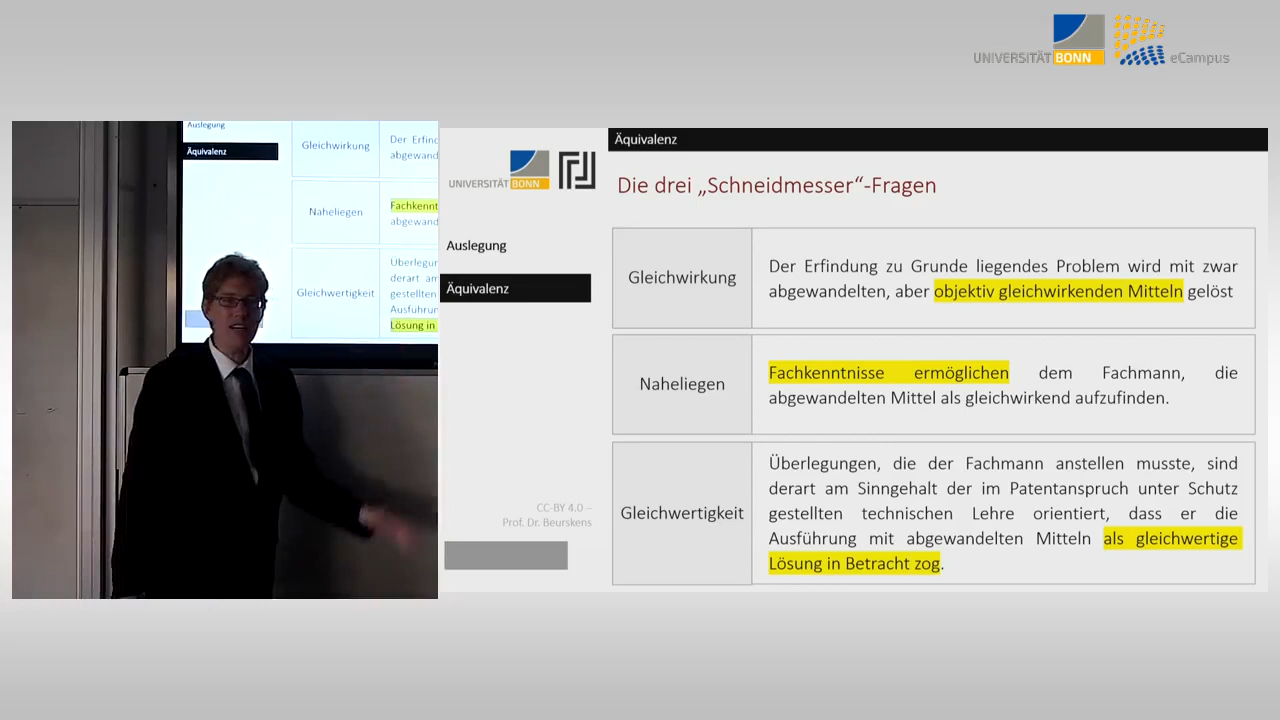 UNIVERSITÄT BONN
eCampus
Auslegung
Äquivalenz
Gleichwirkung
Der Erfind
abgewand
Naheliegen
Fachkennt
abgewand
Gleichwertigkeit
Überlegur
derart am
gestellten
Ausführun
Lösung in
UNIVERSITÄT BONN
Auslegung
Äquivalenz
CC-BY 4.0 –
Prof. Dr. Beurskens
Äquivalenz
Die drei „Schneidmesser“-Fragen
Gleichwirkung
Der Erfindung zu Grunde liegendes Problem wird mit zwar
abgewandelten, aber objektiv gleichwirkenden Mitteln gelöst
Naheliegen
Fachkenntnisse ermöglichen dem Fachmann, die
abgewandelten Mittel als gleichwirkend aufzufinden.
Gleichwertigkeit
Überlegungen, die der Fachmann anstellen musste, sind
derart am Sinngehalt der im Patentanspruch unter Schutz
gestellten technischen Lehre orientiert, dass er die
Ausführung mit abgewandelten Mitteln als gleichwertige
Lösung in Betracht zog.